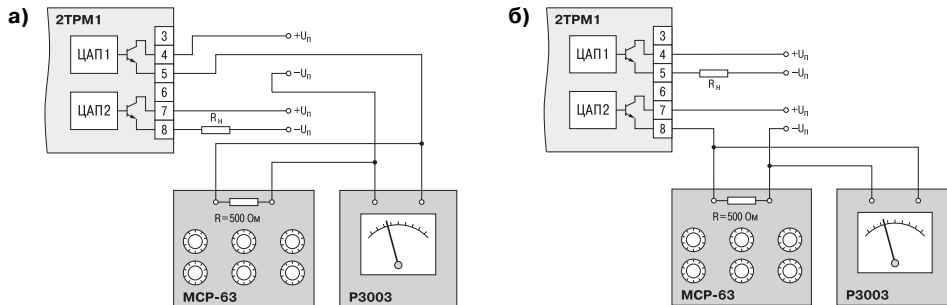 а)
2ТРМ1
ЦАП1
ЦАП2
3
4
5
6
7
8
+Uп
−Uп
+Uп
Rн
−Uп
R=500 Ом
МСР-63
Р3003
б)
2ТРМ1
ЦАП1
ЦАП2
3
4
5
6
7
8
+Uп
Rн
−Uп
+Uп
−Uп
R=500 Ом
МСР-63
Р3003